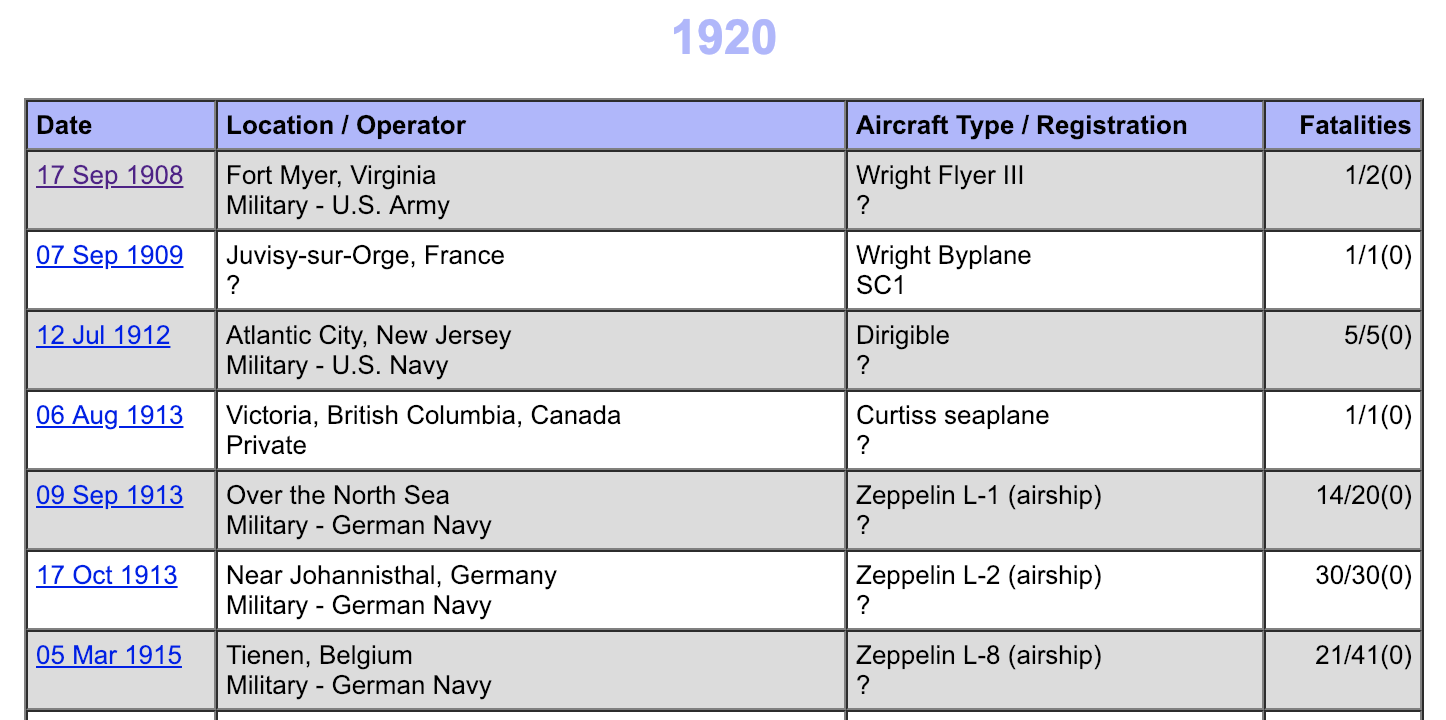 1920
Date Location / Operator Aircraft Type / Registration Fatalities
17 Sep 1908 Fort Myer, Virginia Wright Flyer III 1/2(0)
Military - U.S. Army ?
07 Sep 1909 Juvisy-sur-Orge, France Wright Byplane 1/1(0)
? SC1
12 Jul 1912 Atlantic City, New Jersey Dirigible 5/5(0)
Military - U.S. Navy ?
06 Aug 1913 Victoria, British Columbia, Canada Curtiss seaplane 1/1(0)
Private ?
09 Sep 1913 Over the North Sea Zeppelin L-1 (airship) 14/20(0)
Military - German Navy ?
17 Oct 1913 Near Johannisthal, Germany Zeppelin L-2 (airship) 30/30(0)
Military - German Navy ?
05 Mar 1915 Tienen, Belgium Zeppelin L-8 (airship) 21/41(0)
Military - German Navy ?